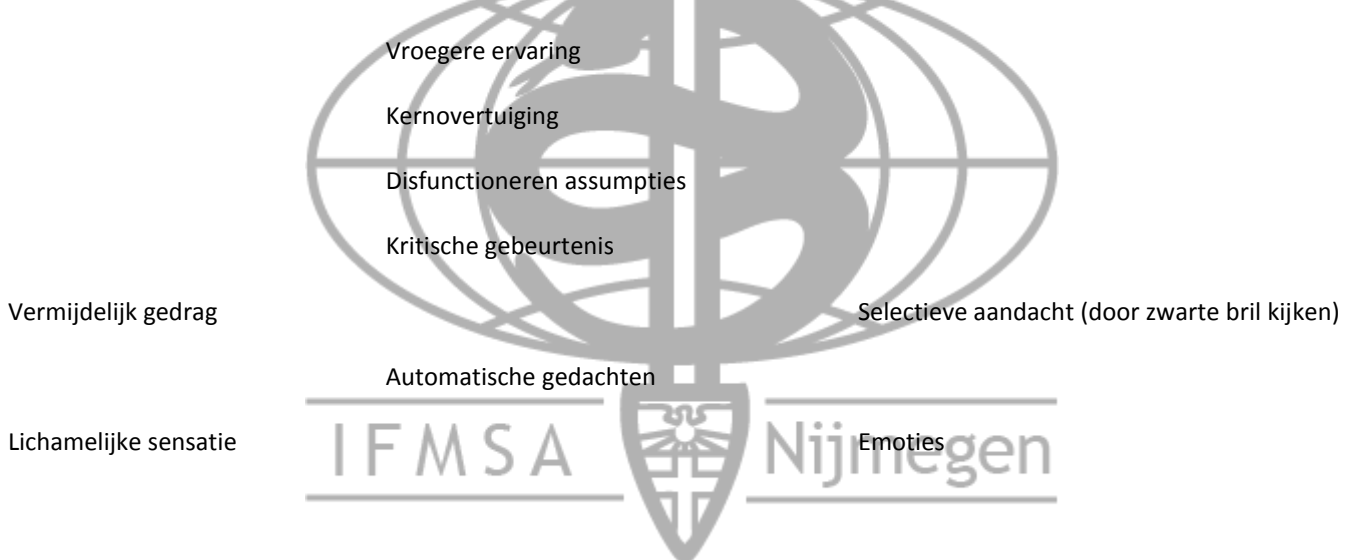 Vroegere ervaring
Kernovertuiging
Disfunctioneren assumpties
Kritische gebeurtenis
Vermijdelijk gedrag
Selectieve aandacht (door zwarte bril kijken)
Automatische gedachten
Lichamelijke sensatie
Emoties
IFMSA Nijmegen